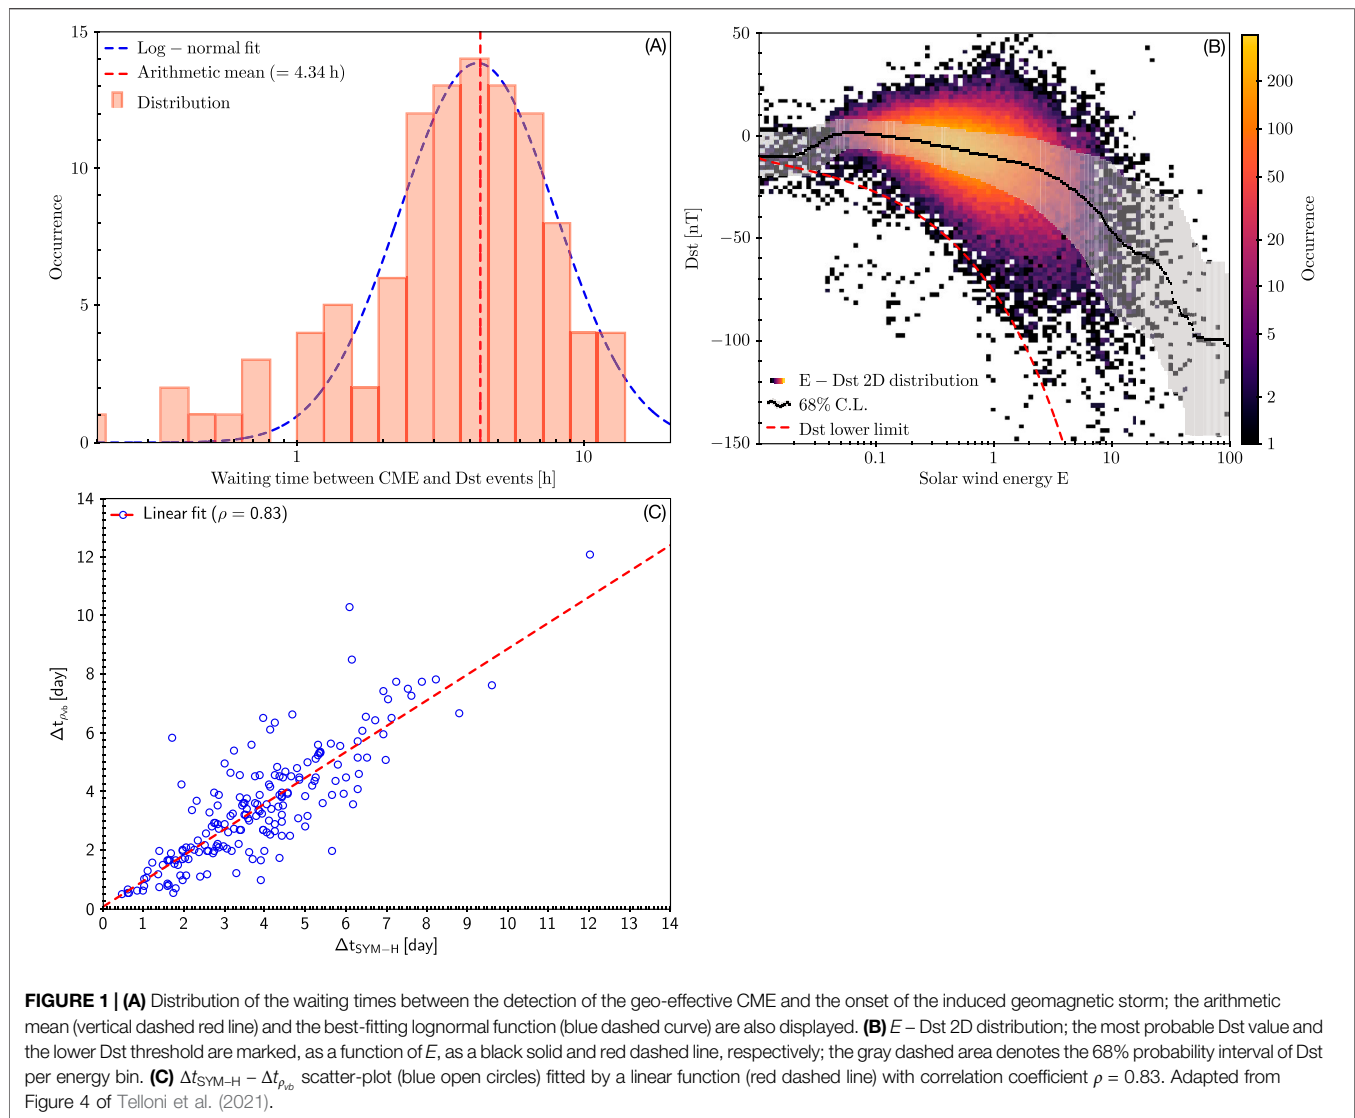 15
10
5
0
Occurrence
Log – normal fit
Arithmetic mean (= 4.34 h)
Distribution
(A)
1
10
Waiting time between CME and Dst events [h]
50
0
−50
−100
−150
Dst [nT]
(B)
E − Dst 2D distribution
68% C.L.
Dst lower limit
0.1
1
10
100
Solar wind energy E
200
100
50
20
10
5
2
1
Occurrence
14
12
10
8
6
4
2
0
Δtρvb [day]
Linear fit (ρ = 0.83)
(C)
0 1 2 3 4 5 6 7 8 9 10 11 12 13 14
ΔtSYM−H [day]
FIGURE 1 | (A) Distribution of the waiting times between the detection of the geo-effective CME and the onset of the induced geomagnetic storm; the arithmetic
mean (vertical dashed red line) and the best-fitting lognormal function (blue dashed curve) are also displayed. (B) E – Dst 2D distribution; the most probable Dst value and
the lower Dst threshold are marked, as a function of E, as a black solid and red dashed line, respectively; the gray dashed area denotes the 68% probability interval of Dst
per energy bin. (C) ΔtSYM−H – Δtρvb scatter-plot (blue open circles) fitted by a linear function (red dashed line) with correlation coefficient ρ = 0.83. Adapted from
Figure 4 of Telloni et al. (2021).